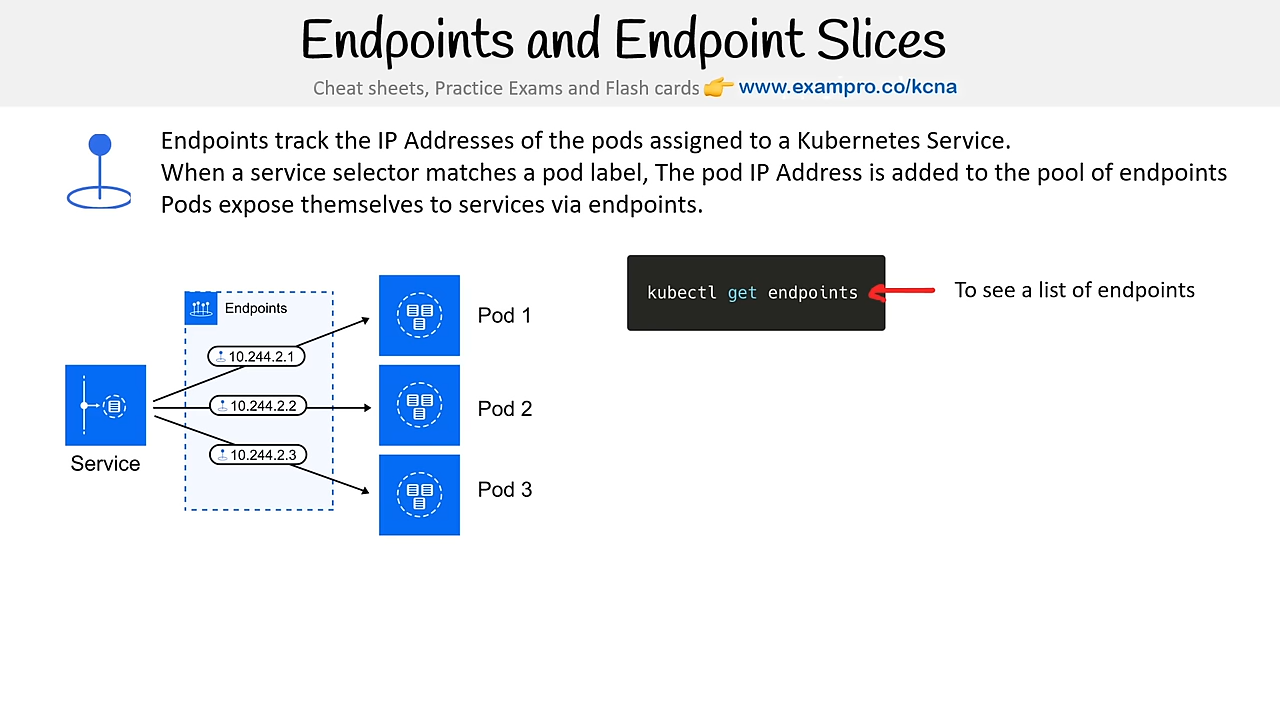 Endpoints and Endpoint Slices
Cheat sheets, Practice Exams and Flash cards 👉 www.exampro.co/kcna
Endpoints track the IP Addresses of the pods assigned to a Kubernetes Service.
When a service selector matches a pod label, The pod IP Address is added to the pool of endpoints
Pods expose themselves to services via endpoints.
Endpoints
10.244.2.1
10.244.2.2
10.244.2.3
Service
Pod 1
Pod 2
Pod 3
kubectl get endpoints
To see a list of endpoints